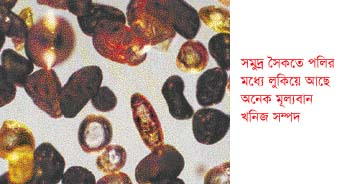 সমুদ্র সৈকতে পলির
মধ্যে লুকিয়ে আছে
অনেক মূল্যবান
খনিজ সম্পদ